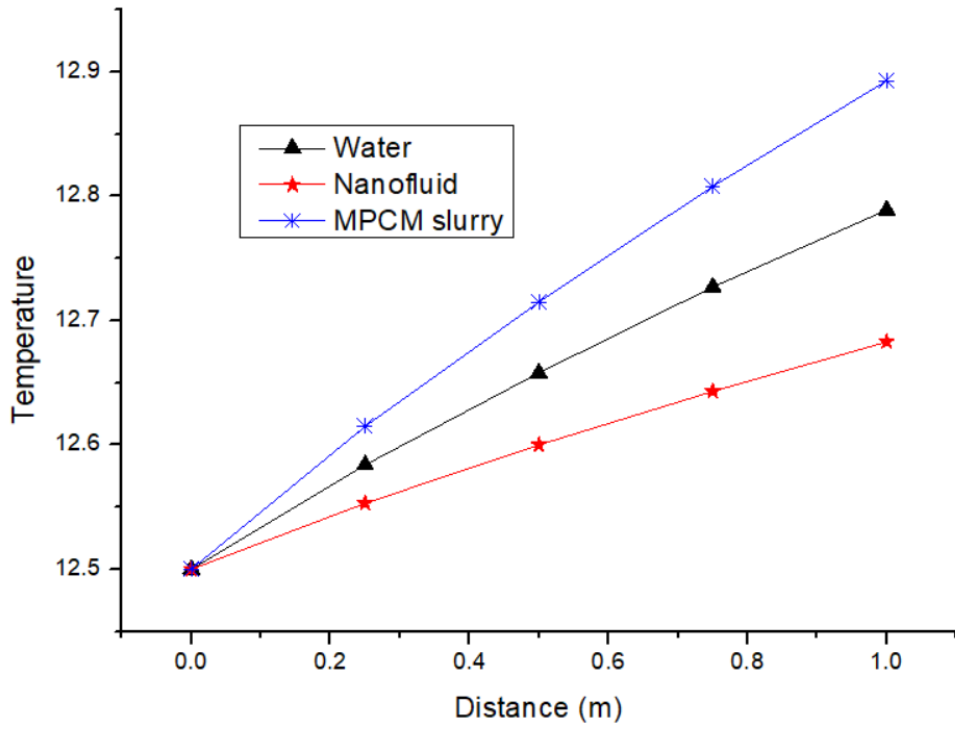 12.9
12.8
12.7
12.6
12.5
Temperature
Water
Nanofluid
MPCM slurry
0.0 0.2 0.4 0.6 0.8 1.0
Distance (m)